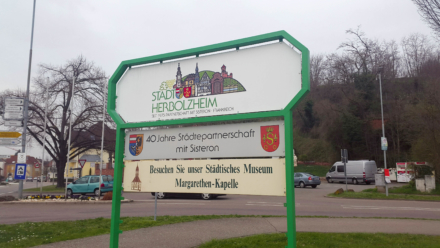 STADT
HERBOLZHEIM
40 Jahre Städtepartnerschaft
mit Sisteron
Besuchen Sie unser Städtisches Museum
Margarethen-Kapelle